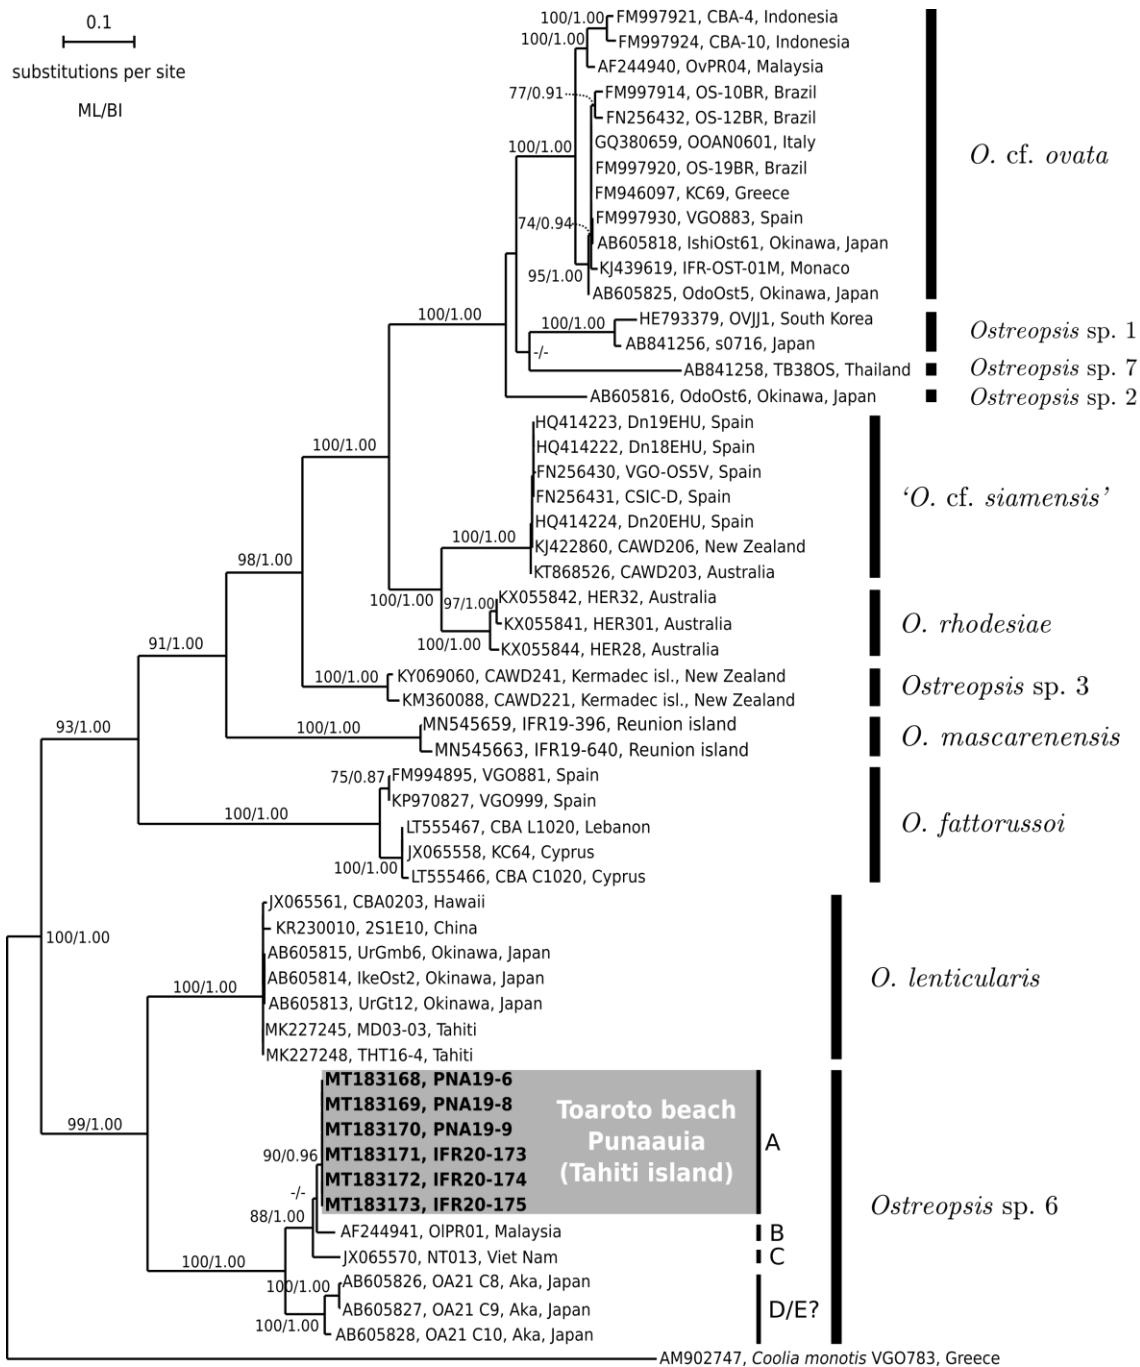 0.1
substitutions per site
ML/BI
100/1.00
FM997921, CBA-4, Indonesia
100/1.00
FM997924, CBA-10, Indonesia
AF244940, OvPR04, Malaysia
77/0.91
FM997914, OS-10BR, Brazil
FN256432, OS-12BR, Brazil
100/1.00
GQ380659, OOAN0601, Italy
O. cf. ovata
FM997920, OS-19BR, Brazil
FM946097, KC69, Greece
74/0.94
FM997930, VGO883, Spain
AB605818, IshiOst61, Okinawa, Japan
95/1.00
KJ439619, IFR-OST-01M, Monaco
AB605825, OdoOst5, Okinawa, Japan
100/1.00
100/1.00
HE793379, OVJJ1, South Korea
AB841256, s0716, Japan
Ostreopsis sp. 1
-/-
AB841258, TB38OS, Thailand
Ostreopsis sp. 7
AB605816, OdoOst6, Okinawa, Japan
Ostreopsis sp. 2
100/1.00
HQ414223, Dn19EHU, Spain
HQ414222, Dn18EHU, Spain
FN256430, VGO-OS5V, Spain
FN256431, CSIC-D, Spain
‘O. cf. siamensis’
HQ414224, Dn20EHU, Spain
100/1.00
KJ422860, CAWD206, New Zealand
KT868526, CAWD203, Australia
98/1.00
100/1.00
97/1.00
KX055842, HER32, Australia
KX055841, HER301, Australia
O. rhodesiae
100/1.00
KX055844, HER28, Australia
91/1.00
100/1.00
KY069060, CAWD241, Kermadec isl., New Zealand
KM360088, CAWD221, Kermadec isl., New Zealand
Ostreopsis sp. 3
93/1.00
100/1.00
MN545659, IFR19-396, Reunion island
MN545663, IFR19-640, Reunion island
O. mascarenensis
75/0.87
FM994895, VGO881, Spain
KP970827, VGO999, Spain
100/1.00
LT555467, CBA L1020, Lebanon
O. fattorussoi
JX065558, KC64, Cyprus
100/1.00
LT555466, CBA C1020, Cyprus
100/1.00
JX065561, CBA0203, Hawaii
KR230010, 2S1E10, China
AB605815, UrGmb6, Okinawa, Japan
AB605814, IkeOst2, Okinawa, Japan
O. lenticularis
100/1.00
AB605813, UrGt12, Okinawa, Japan
MK227245, MD03-03, Tahiti
MK227248, THT16-4, Tahiti
99/1.00
MT183168, PNA19-6
MT183169, PNA19-8
MT183170, PNA19-9
MT183171, IFR20-173
MT183172, IFR20-174
MT183173, IFR20-175
Toaroto beach
Punaauia
(Tahiti island)
A
90/0.96
-/-
88/1.00
AF244941, OlPR01, Malaysia
B
Ostreopsis sp. 6
100/1.00
JX065570, NT013, Viet Nam
C
100/1.00
AB605826, OA21 C8, Aka, Japan
AB605827, OA21 C9, Aka, Japan
D/E?
100/1.00
AB605828, OA21 C10, Aka, Japan
AM902747, Coolia monotis VGO783, Greece